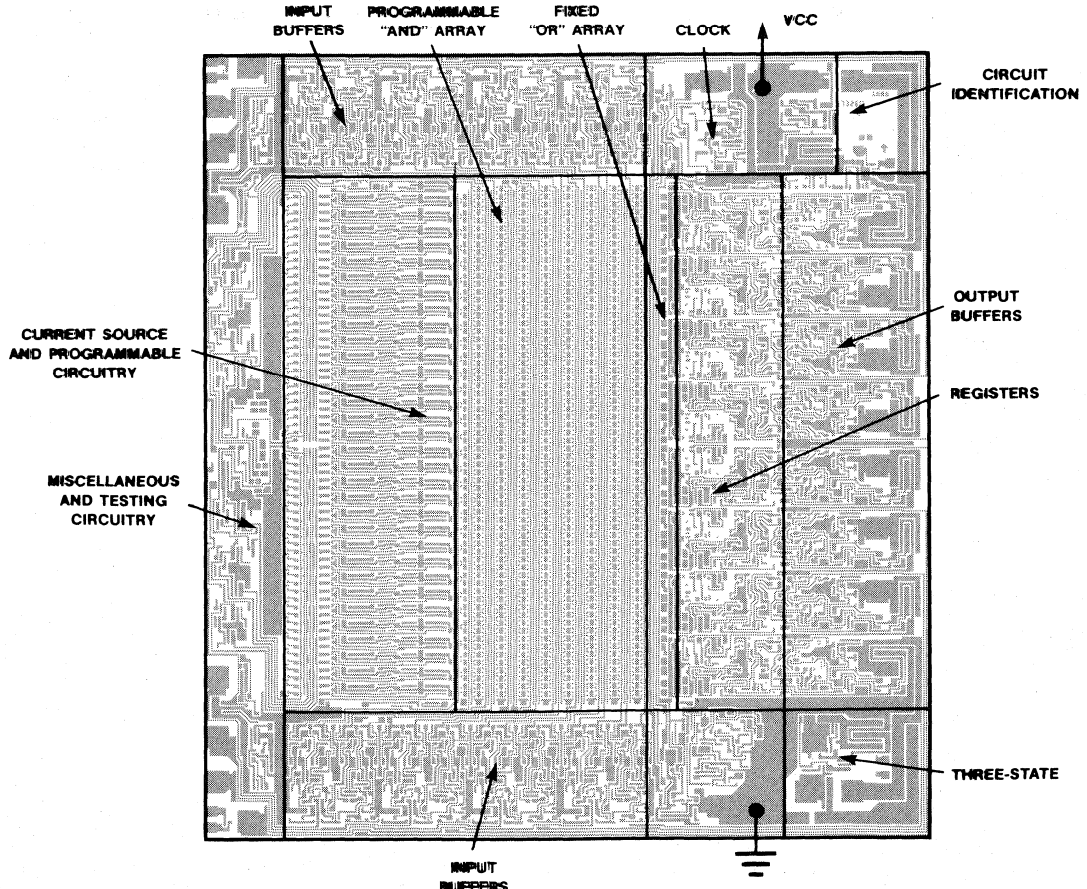 INPUT
BUFFERS
PROGRAMMABLE
"AND" ARRAY
FIXED
"OR" ARRAY
CLOCK
VCC
CIRCUIT
IDENTIFICATION
OUTPUT
BUFFERS
CURRENT SOURCE
AND PROGRAMMABLE
CIRCUITRY
REGISTERS
MISCELLANEOUS
AND TESTING
CIRCUITRY
THREE-STATE
INPUT
BUFFERS